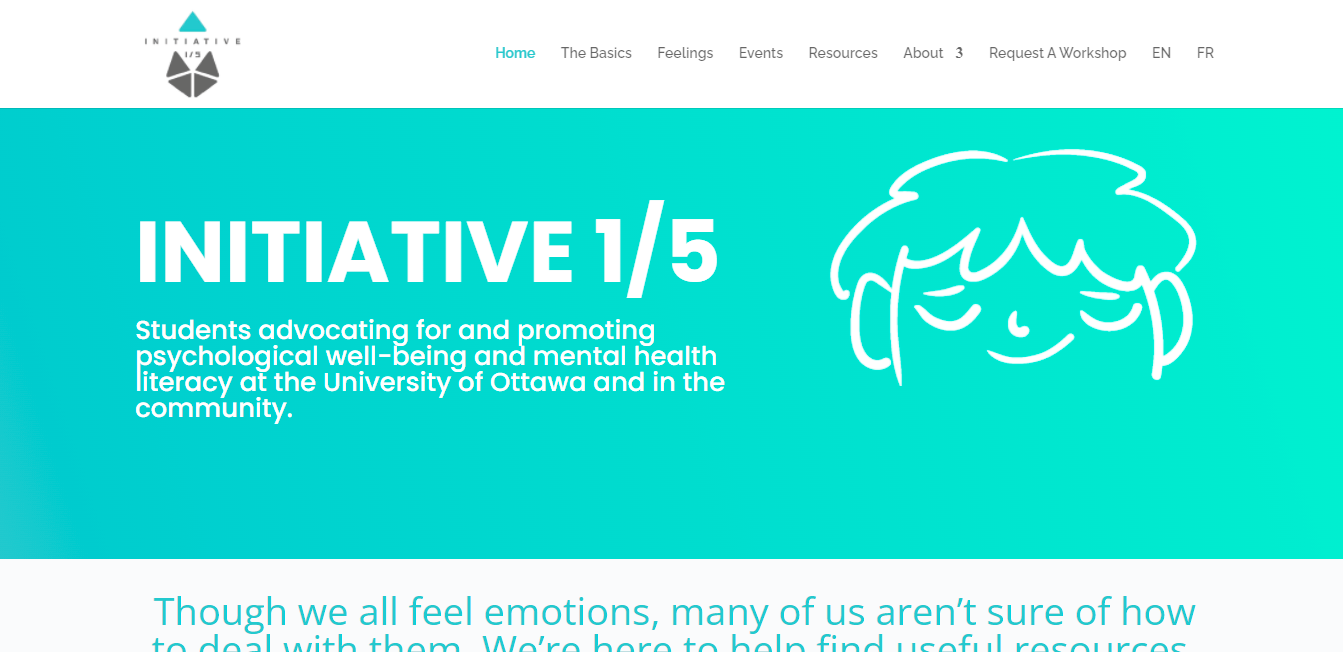 INITIATIVE
1/5
Home The Basics Feelings Events Resources About 3 Request A Workshop EN FR
INITIATIVE 1/5
Students advocating for and promoting
psychological well-being and mental health
literacy at the University of Ottawa and in the
community.
Though we all feel emotions, many of us aren’t sure of how
to deal with them. We’re here to help find useful resources